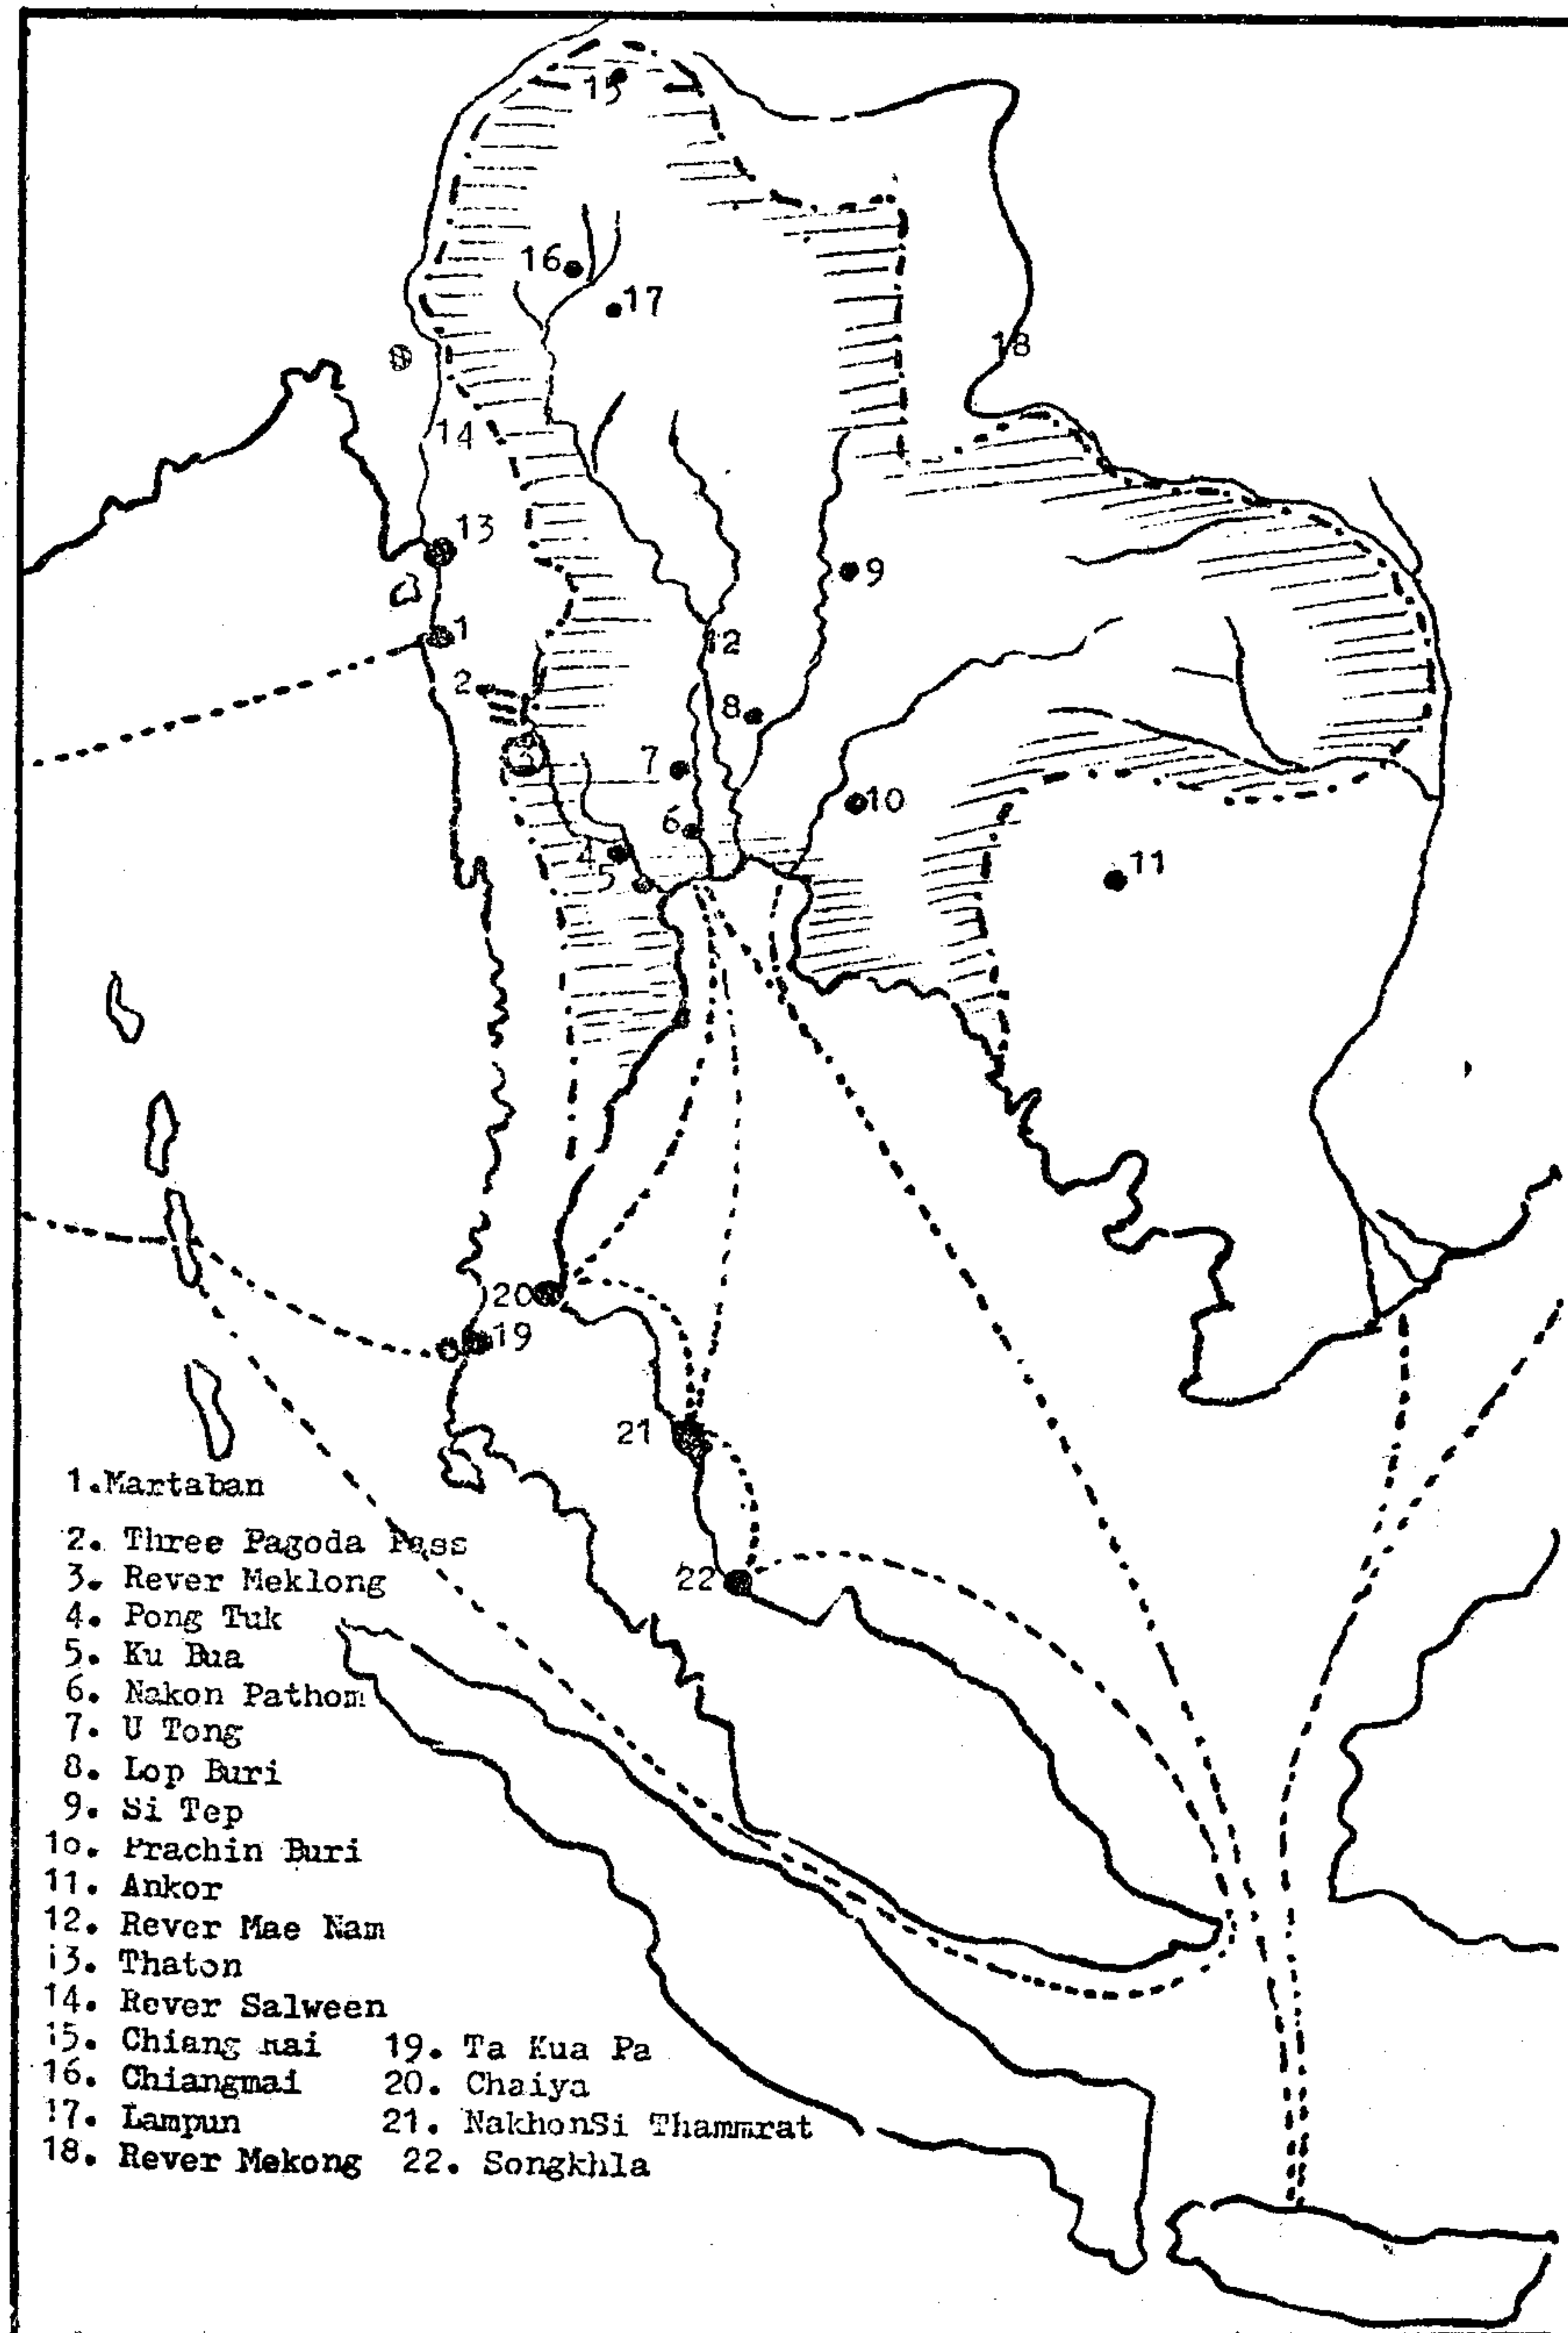 15
16
17
18
14
13
9
1
12
2
8
3
7
10
6
4
5
11
20
19
21
22
1.Martaban
2. Three Pagoda Pass
3. Rever Meklong
4. Pong Tuk
5. Ku Bua
6. Nakon Pathom
7. U Tong
8. Lop Buri
9. Si Tep
10. Prachin Buri
11. Ankor
12. Rever Mae Nam
13. Thaton
14. Rever Salween
15. Chiang
16. Chiangmai
17. Lampun
18. Rever Mekong
19. Ta Kua Pa
20. Chaiya
21. NakhonSi Thammrat
22. Songkhla